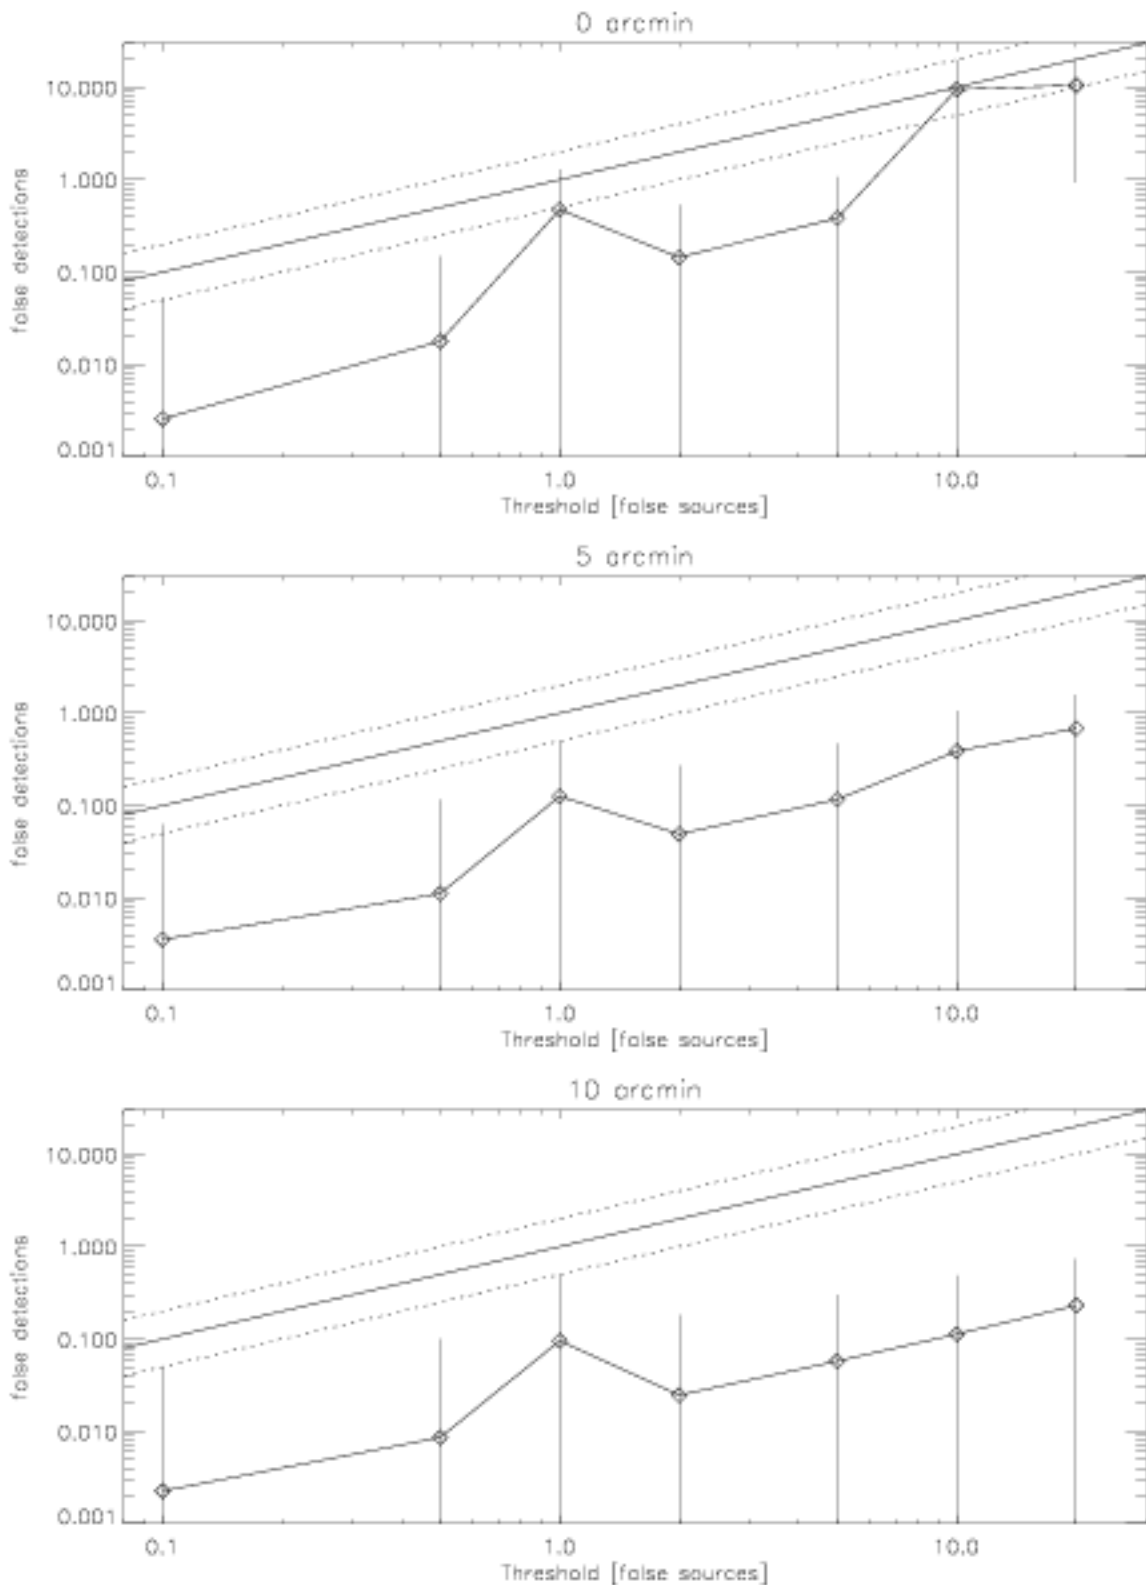 0 arcmin
10.000
1.000
0.100
0.010
0.001
false detections
0.1 1.0 10.0
Threshold [false sources]
5 arcmin
10.000
1.000
0.100
0.010
0.001
false detections
0.1 1.0 10.0
Threshold [false sources]
10 arcmin
10.000
1.000
0.100
0.010
0.001
false detections
0.1 1.0 10.0
Threshold [false sources]